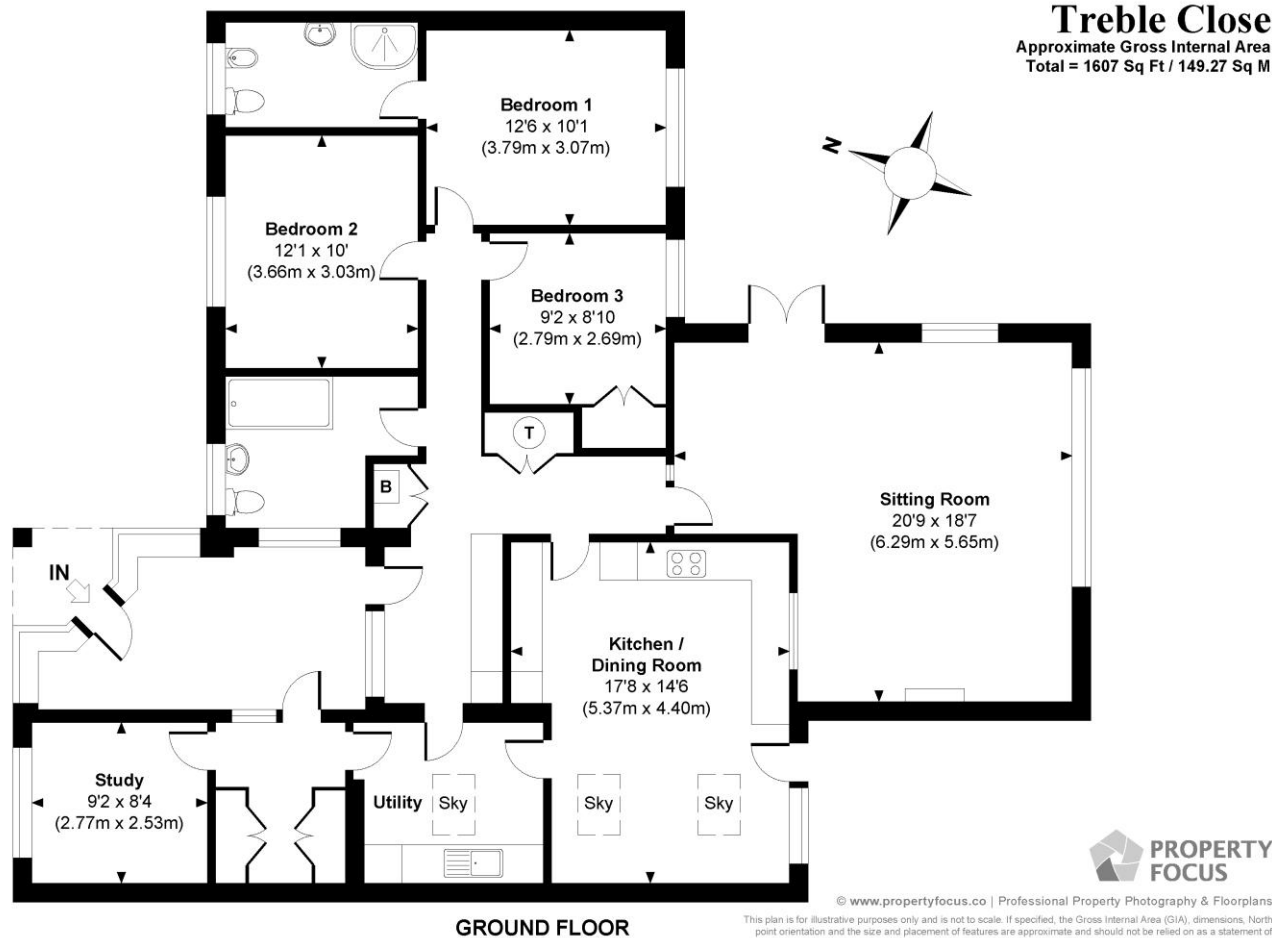 Treble Close
Approximate Gross Internal Area
Total = 1607 Sq Ft / 149.27 Sq M
N
Bedroom 1
12'6 x 10'1
(3.79m x 3.07m)
Bedroom 2
12'1 x 10'
(3.66m x 3.03m)
Bedroom 3
9'2 x 8'10
(2.79m x 2.69m)
T
B
Sitting Room
20'9 x 18'7
(6.29m x 5.65m)
IN
Kitchen /
Dining Room
17'8 x 14'6
(5.37m x 4.40m)
Study
9'2 x 8'4
(2.77m x 2.53m)
Utility
Sky
Sky
Sky
PROPERTY
FOCUS
© www.propertyfocus.co | Professional Property Photography & Floorplans
GROUND FLOOR
This plan is for illustrative purposes only and is not to scale. If specified, the Gross Internal Area (GIA), dimensions, North
point orientation and the size and placement of features are approximate and should not be relied on as a statement of